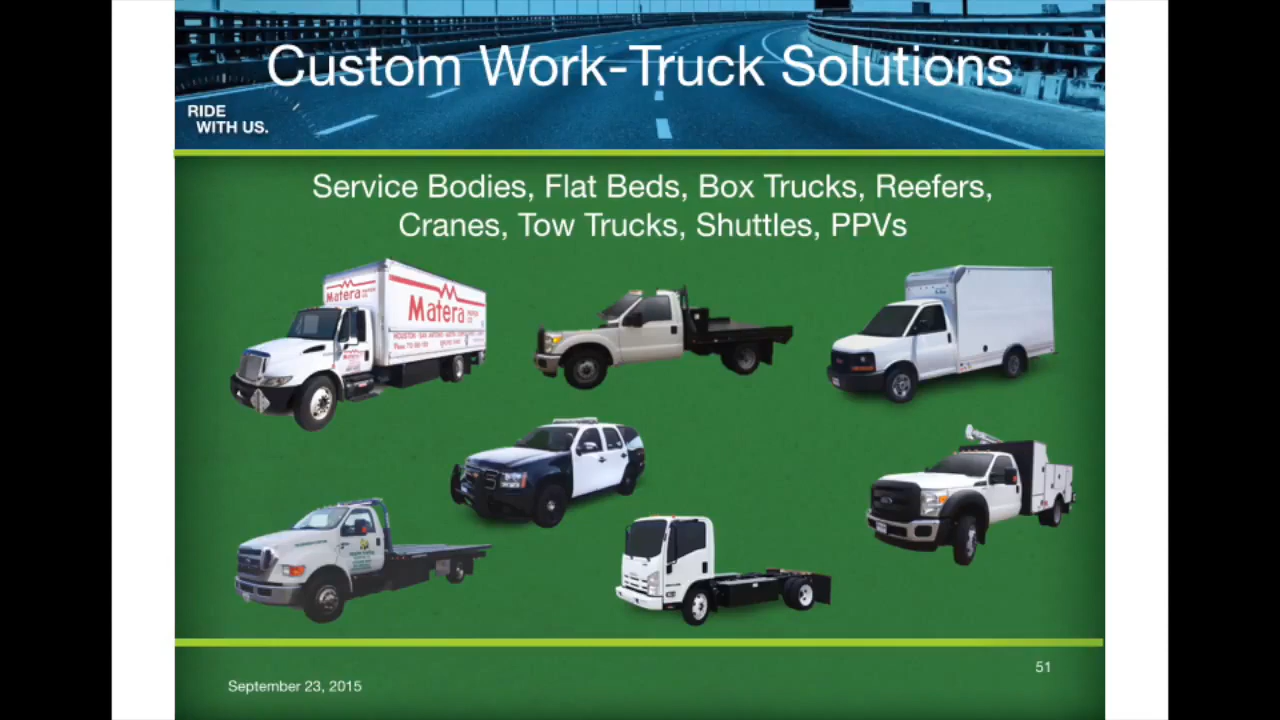 Custom Work-Truck Solutions
RIDE
WITH US.
Service Bodies, Flat Beds, Box Trucks, Reefers,
Cranes, Tow Trucks, Shuttles, PPVs
Matera
Matera
51
September 23, 2015